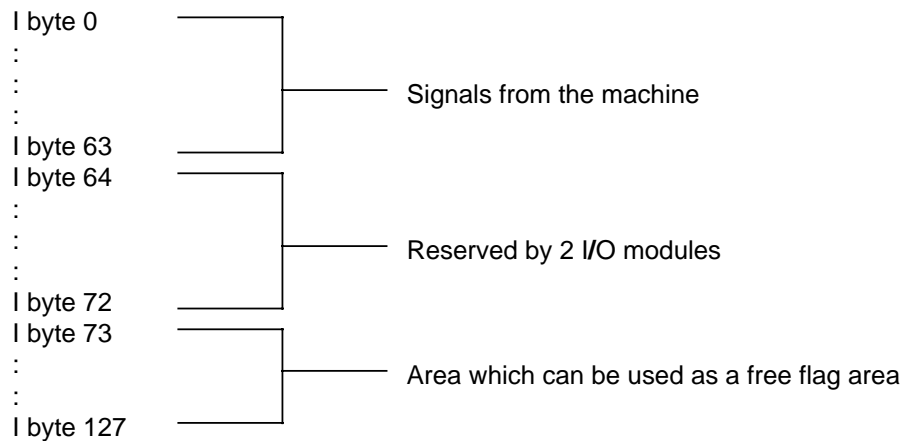 I byte 0
:
:
:
Signals from the machine
I byte 63
I byte 64
:
:
:
Reserved by 2 I/O modules
I byte 72
I byte 73
:
:
Area which can be used as a free flag area
I byte 127